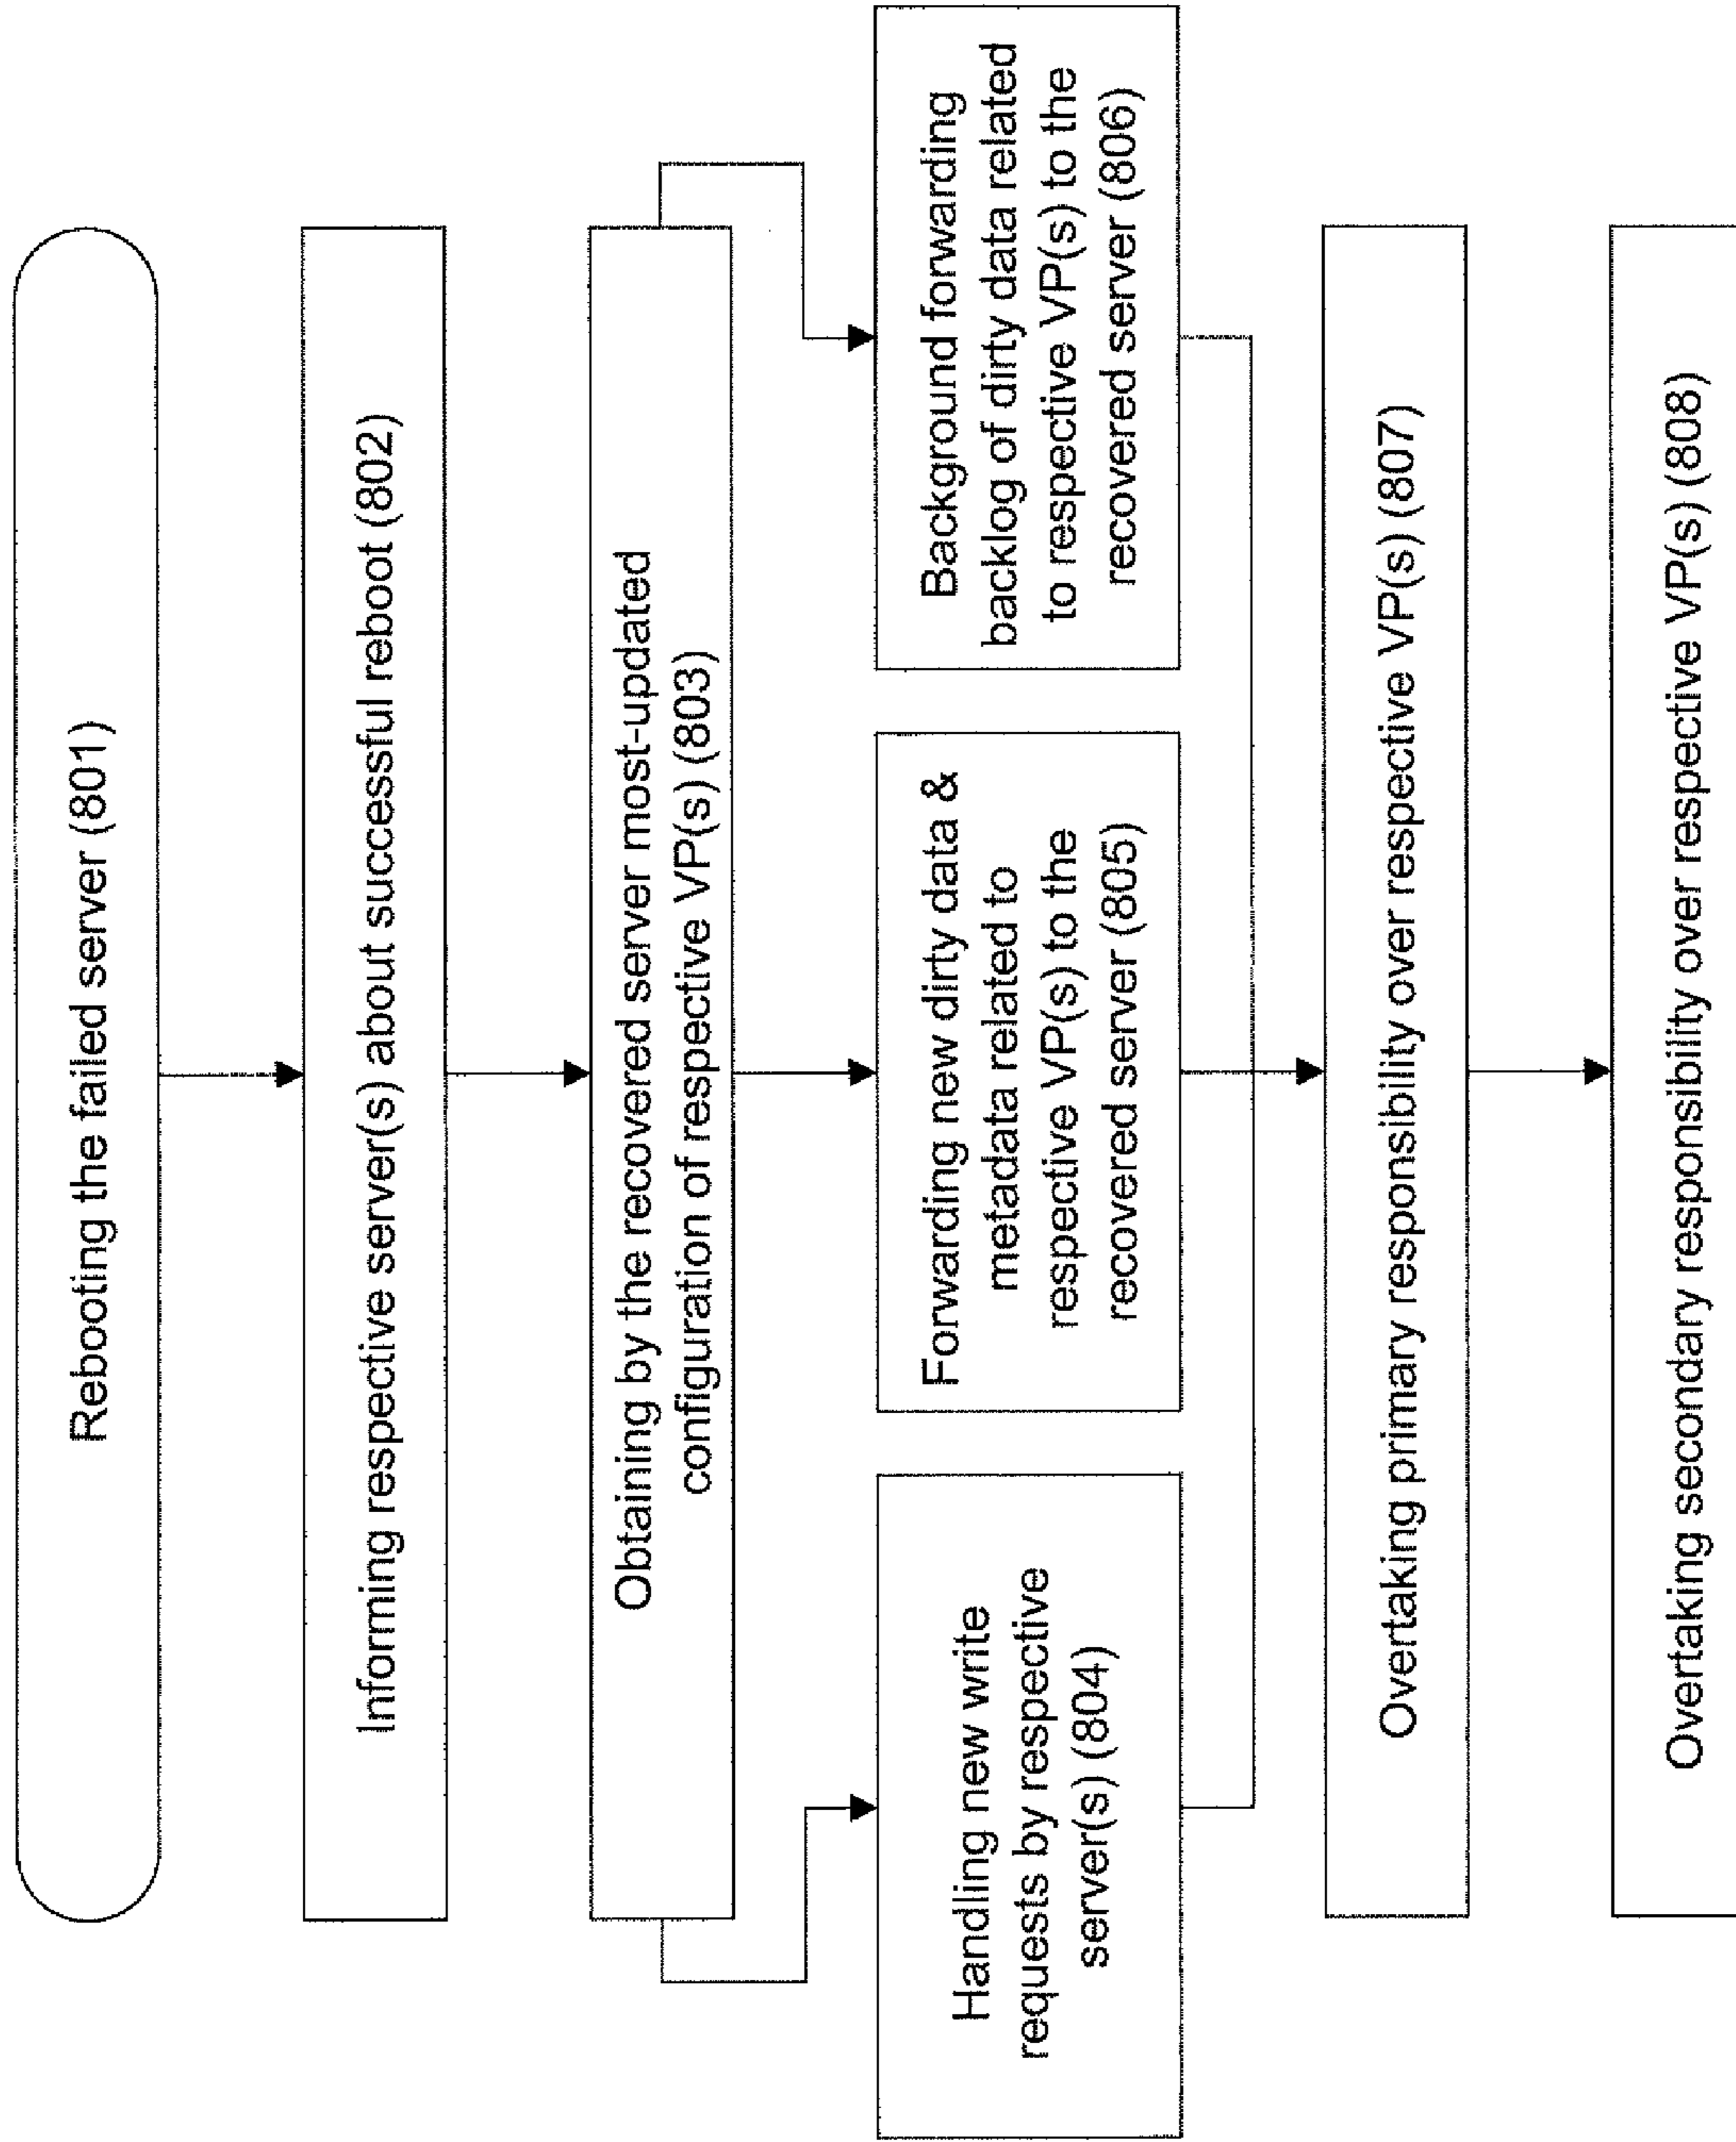 Rebooting the failed server (801)
Informing respective server(s) about successful reboot (802)
Obtaining by the recovered server most-updated
configuration of respective VP(s) (803)
Handling new write
requests by respective
server(s) (804)
Forwarding new dirty data &
metadata related to
respective VP(s) to the
recovered server (805)
Background forwarding
backlog of dirty data related
to respective VP(s) to the
recovered server (806)
Overtaking primary responsibility over respective VP(s) (807)
Overtaking secondary responsibility over respective VP(s) (808)